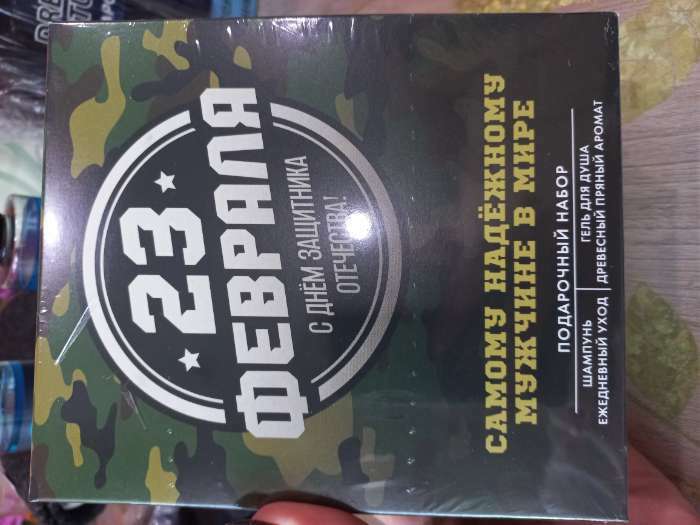 23
ФЕВРАЛЯ
С ДНЁМ ЗАЩИТНИКА
ОТЕЧЕСТВА!
САМОМУ НАДЁЖНОМУ
МУЖЧИНЕ В МИРЕ
ПОДАРОЧНЫЙ НАБОР
ШАМПУНЬ
ЕЖЕДНЕВНЫЙ УХОД
ГЕЛЬ ДЛЯ ДУША
ДРЕВЕСНЫЙ ПРЯНЫЙ АРОМАТ